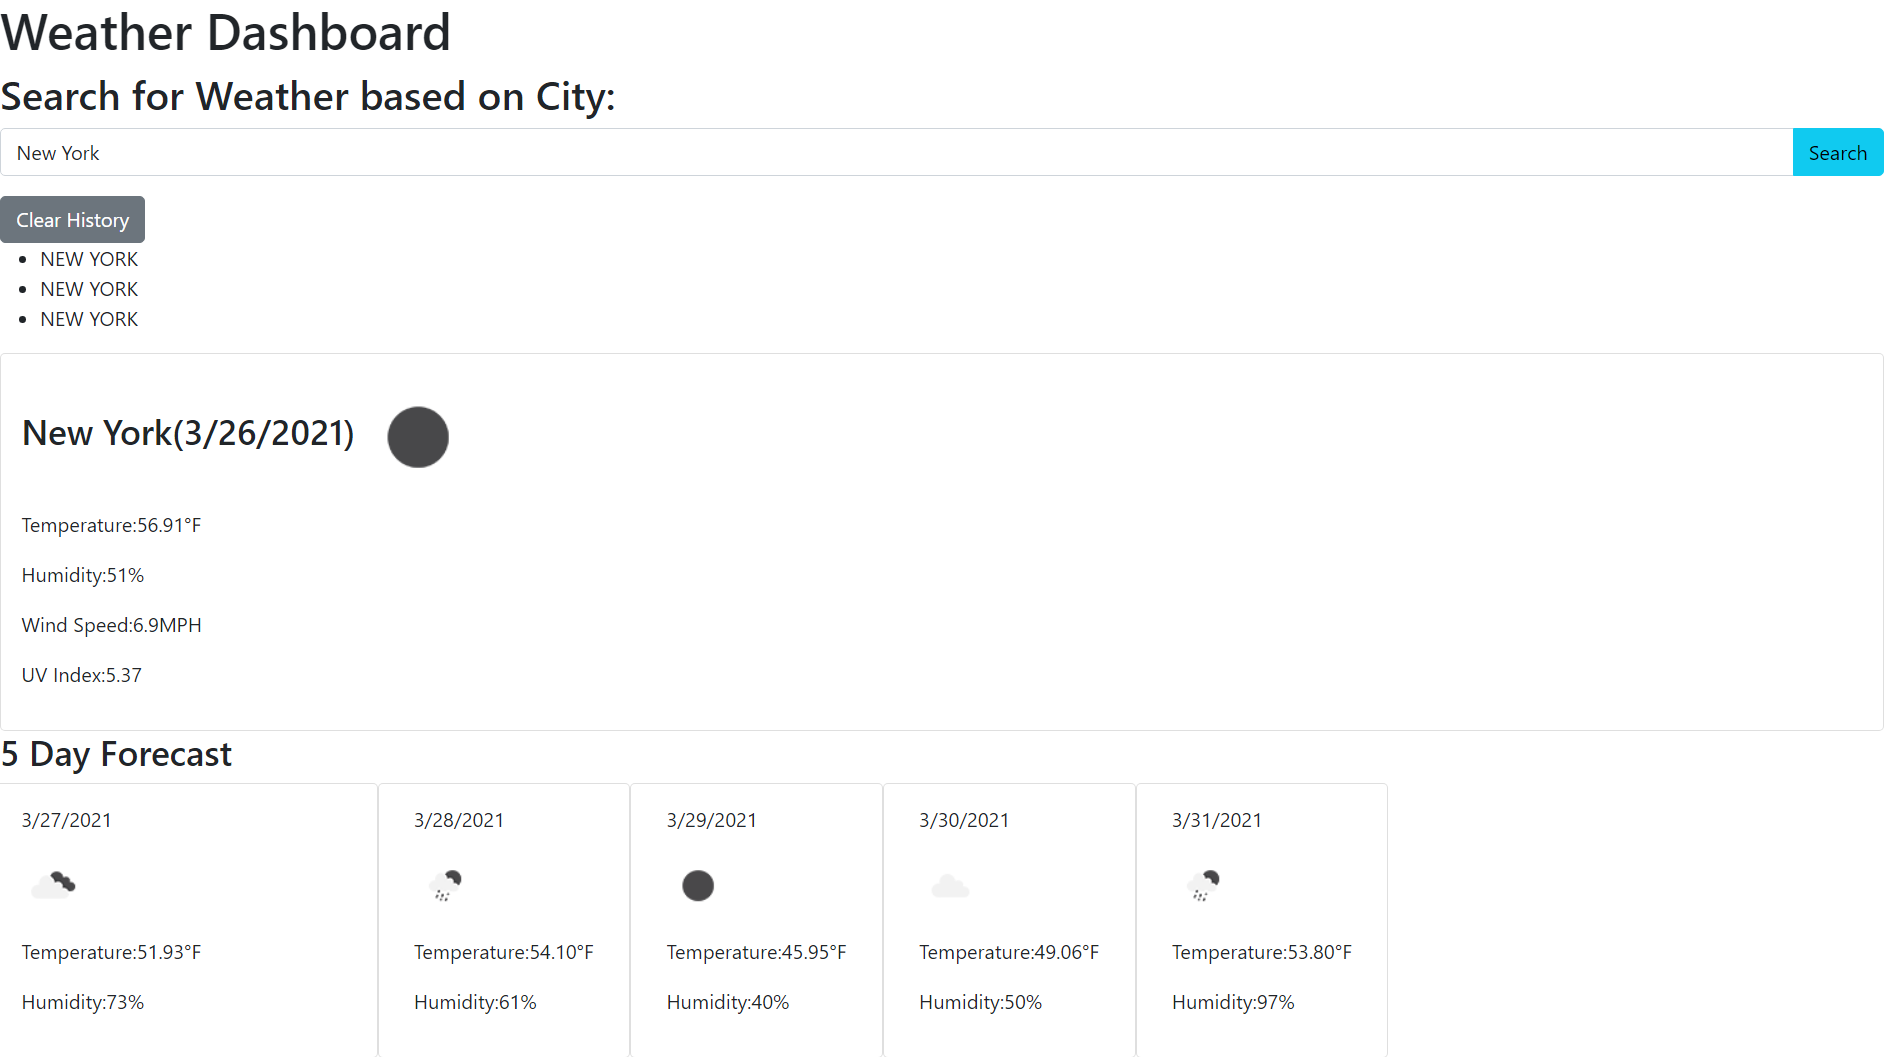 Weather Dashboard
Search for Weather based on City:
New York
Search
Clear History
NEW YORK
NEW YORK
NEW YORK
New York(3/26/2021)
Temperature:56.91°F
Humidity:51%
Wind Speed:6.9MPH
UV Index:5.37
5 Day Forecast
3/27/2021
Temperature:51.93°F
Humidity:73%
3/28/2021
Temperature:54.10°F
Humidity:61%
3/29/2021
Temperature:45.95°F
Humidity:40%
3/30/2021
Temperature:49.06°F
Humidity:50%
3/31/2021
Temperature:53.80°F
Humidity:97%